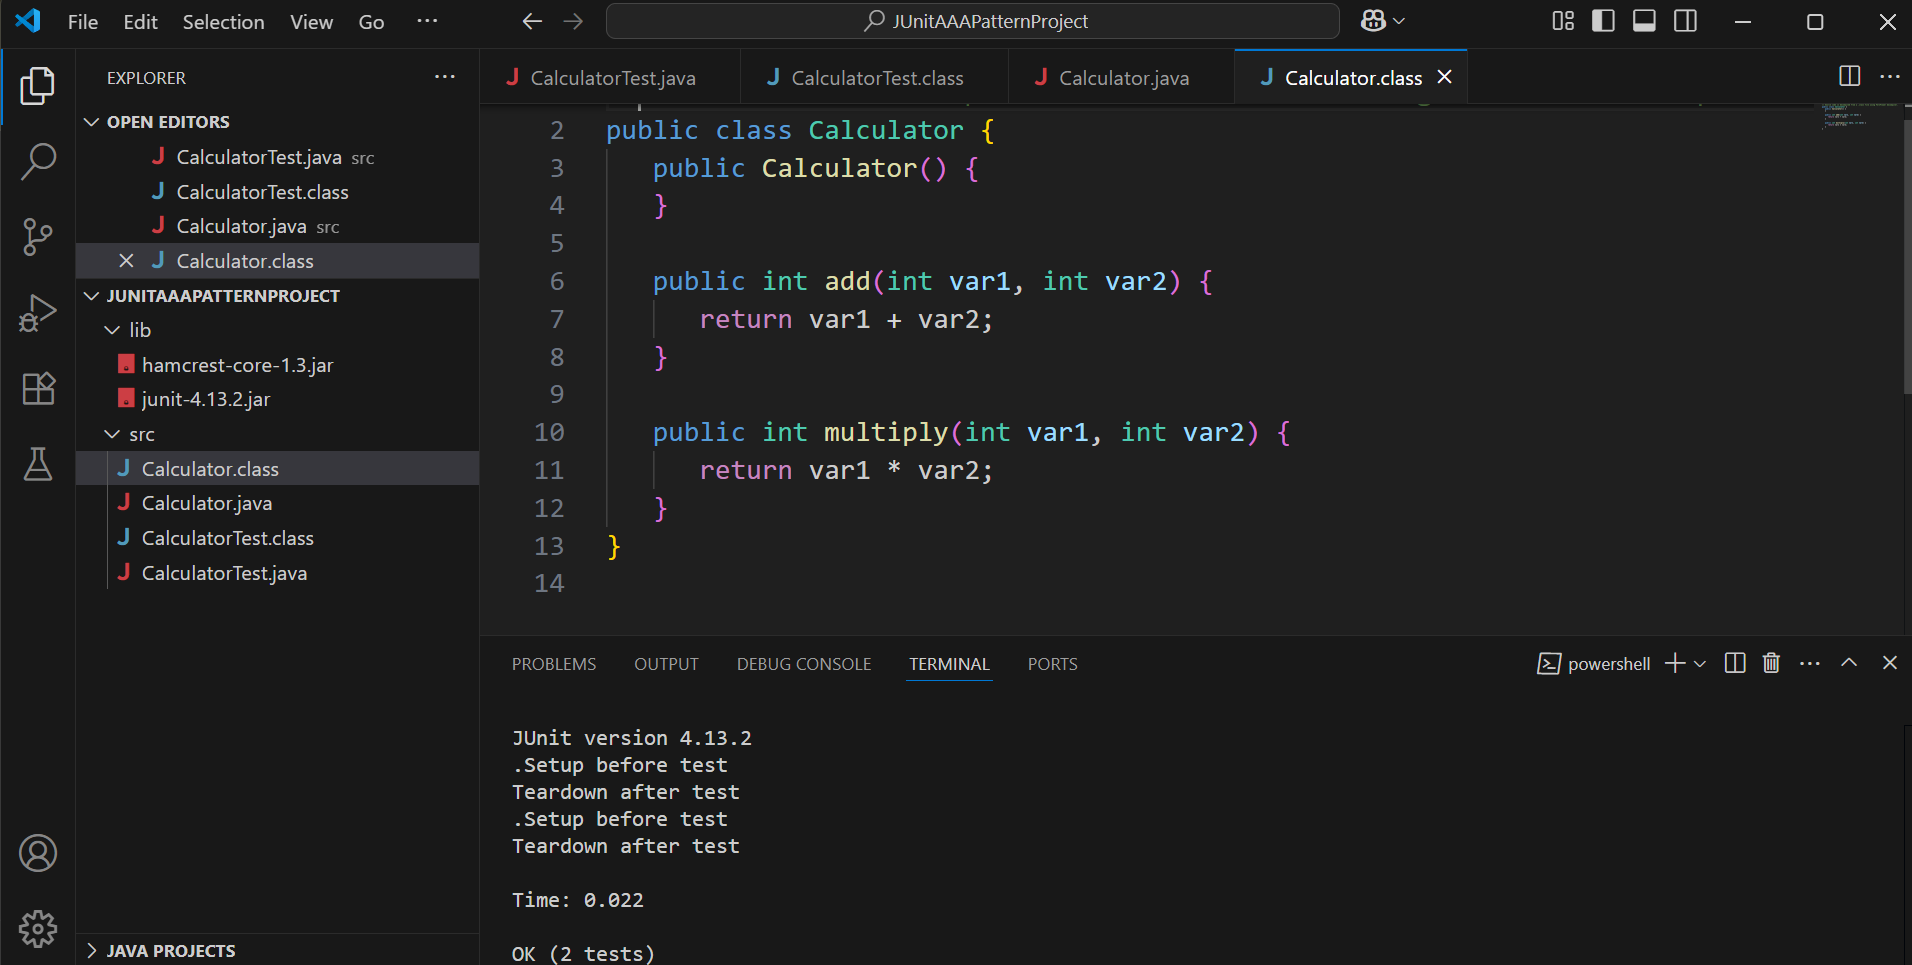 File Edit Selection View Go ···
JUnitAAAPatternProject
EXPLORER
OPEN EDITORS
CalculatorTest.java src
CalculatorTest.class
Calculator.java src
Calculator.class
JUNITAAAPATTERNPROJECT
lib
hamcrest-core-1.3.jar
junit-4.13.2.jar
src
Calculator.class
Calculator.java
CalculatorTest.class
CalculatorTest.java
JAVA PROJECTS
CalculatorTest.java CalculatorTest.class Calculator.java Calculator.class
2 public class Calculator {
3 public Calculator() {
4 }
5
6 public int add(int var1, int var2) {
7 return var1 + var2;
8 }
9
10 public int multiply(int var1, int var2) {
11 return var1 * var2;
12 }
13 }
14
PROBLEMS OUTPUT DEBUG CONSOLE TERMINAL PORTS
powershell
JUnit version 4.13.2
.Setup before test
Teardown after test
.Setup before test
Teardown after test
Time: 0.022
OK (2 tests)